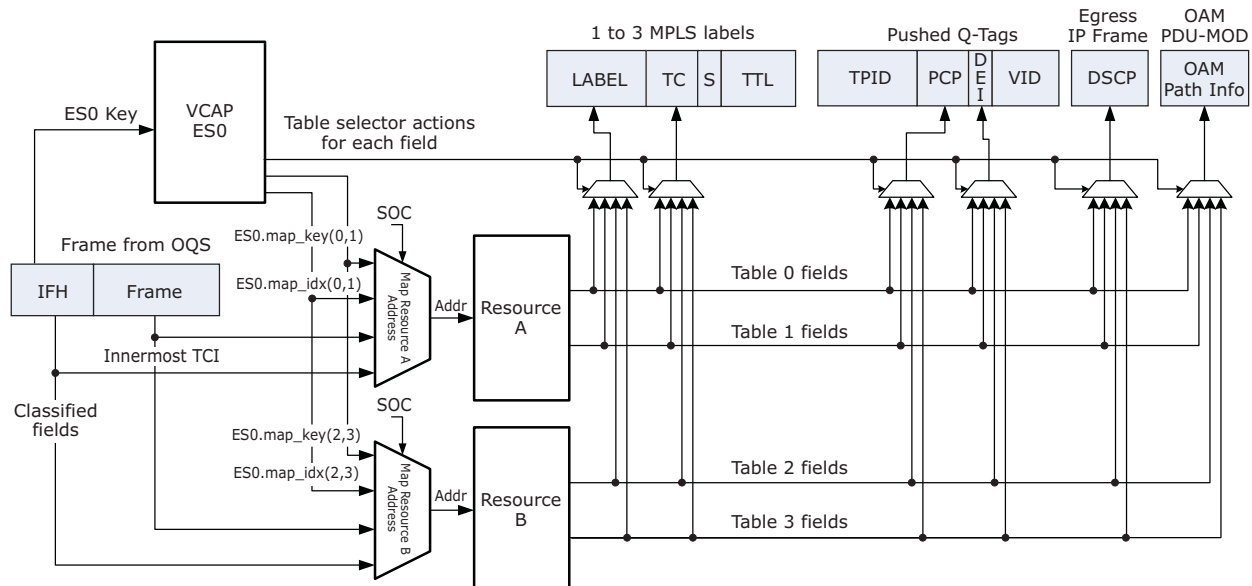 1 to 3 MPLS labels
Pushed Q-Tags
Egress
IP Frame
OAM
PDU-MOD
LABEL
TC
S
TTL
TPID
PCP
DEI
VID
DSCP
OAM
Path Info
ES0 Key
VCAP
ES0
Table selector actions
for each field
SOC
Frame from OQS
ES0.map_key(0,1)
IFH
Frame
ES0.map_idx(0,1)
Map Resource A
Address
Addr
Resource
A
Table 0 fields
Table 1 fields
Innermost TCI
Classified
fields
SOC
ES0.map_key(2,3)
ES0.map_idx(2,3)
Map Resource B
Address
Addr
Resource
B
Table 2 fields
Table 3 fields